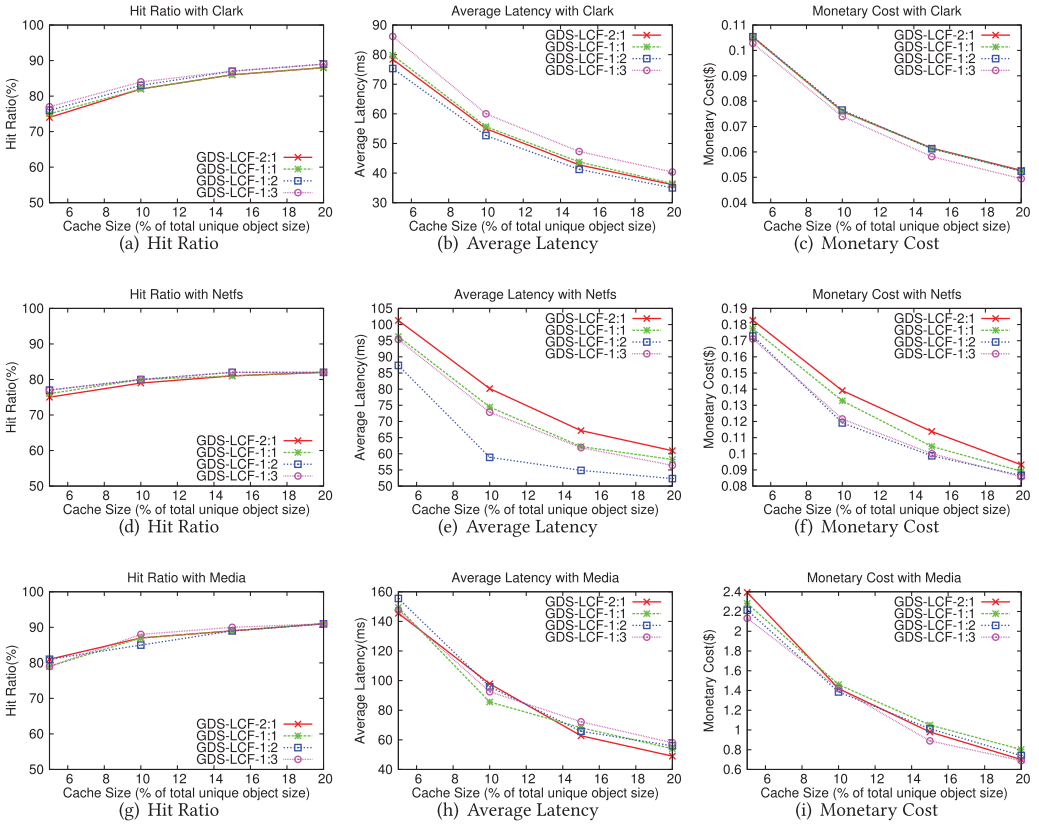 Hit Ratio with Clark
Hit Ratio(%)
100
90
80
70
60
50
GDS-LCF-2:1
GDS-LCF-1:1
GDS-LCF-1:2
GDS-LCF-1:3
6 8 10 12 14 16 18 20
Cache Size (% of total unique object size)
(a) Hit Ratio
Average Latency with Clark
Average Latency(ms)
90
80
70
60
50
40
30
GDS-LCF-2:1
GDS-LCF-1:1
GDS-LCF-1:2
GDS-LCF-1:3
6 8 10 12 14 16 18 20
Cache Size (% of total unique object size)
(b) Average Latency
Monetary Cost with Clark
Monetary Cost($)
0.11
0.1
0.09
0.08
0.07
0.06
0.05
0.04
GDS-LCF-2:1
GDS-LCF-1:1
GDS-LCF-1:2
GDS-LCF-1:3
6 8 10 12 14 16 18 20
Cache Size (% of total unique object size)
(c) Monetary Cost
Hit Ratio with Netfs
Hit Ratio(%)
100
90
80
70
60
50
GDS-LCF-2:1
GDS-LCF-1:1
GDS-LCF-1:2
GDS-LCF-1:3
6 8 10 12 14 16 18 20
Cache Size (% of total unique object size)
(d) Hit Ratio
Average Latency with Netfs
Average Latency(ms)
105
100
95
90
85
80
75
70
65
60
55
50
GDS-LCF-2:1
GDS-LCF-1:1
GDS-LCF-1:2
GDS-LCF-1:3
6 8 10 12 14 16 18 20
Cache Size (% of total unique object size)
(e) Average Latency
Monetary Cost with Netfs
Monetary Cost($)
0.19
0.18
0.17
0.16
0.15
0.14
0.13
0.12
0.11
0.1
0.09
0.08
GDS-LCF-2:1
GDS-LCF-1:1
GDS-LCF-1:2
GDS-LCF-1:3
6 8 10 12 14 16 18 20
Cache Size (% of total unique object size)
(f) Monetary Cost
Hit Ratio with Media
Hit Ratio(%)
100
90
80
70
60
50
GDS-LCF-2:1
GDS-LCF-1:1
GDS-LCF-1:2
GDS-LCF-1:3
6 8 10 12 14 16 18 20
Cache Size (% of total unique object size)
(g) Hit Ratio
Average Latency with Media
Average Latency(ms)
160
140
120
100
80
60
40
GDS-LCF-2:1
GDS-LCF-1:1
GDS-LCF-1:2
GDS-LCF-1:3
6 8 10 12 14 16 18 20
Cache Size (% of total unique object size)
(h) Average Latency
Monetary Cost with Media
Monetary Cost($)
2.4
2.2
2
1.8
1.6
1.4
1.2
1
0.8
0.6
GDS-LCF-2:1
GDS-LCF-1:1
GDS-LCF-1:2
GDS-LCF-1:3
6 8 10 12 14 16 18 20
Cache Size (% of total unique object size)
(i) Monetary Cost